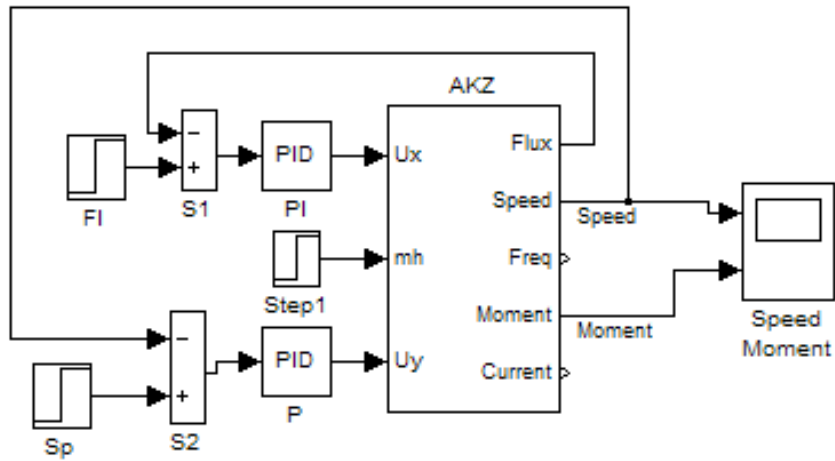 AKZ
Flux
−
+
PID
Ux
Speed
Speed
Fl
S1
PI
Freq
mh
Step1
Moment
Moment
Speed
Moment
−
+
PID
Uy
Current
Sp
S2
P